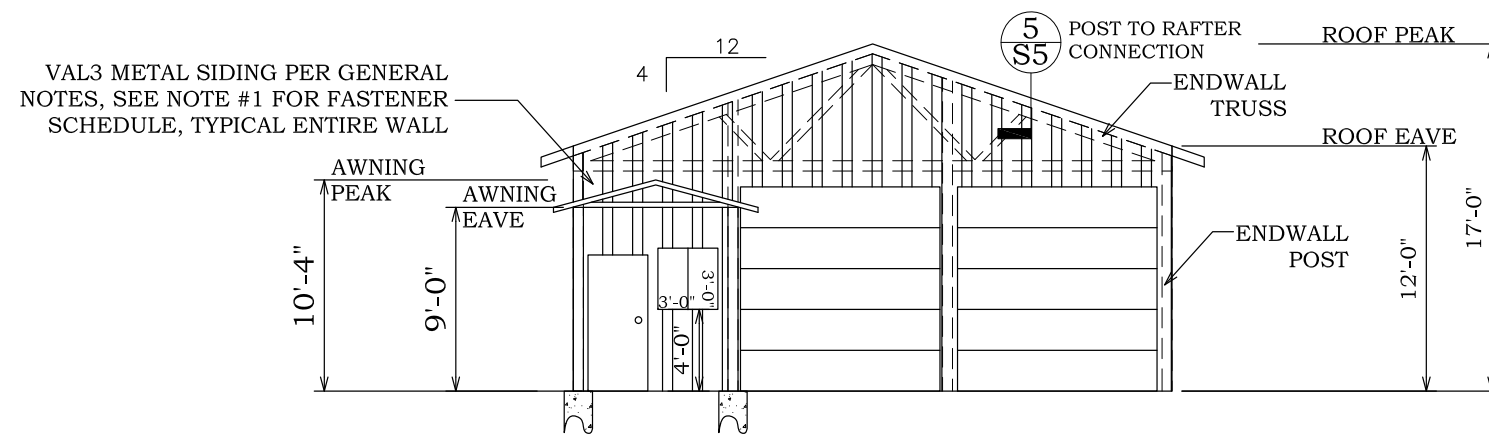 VAL3 METAL SIDING PER GENERAL
NOTES, SEE NOTE #1 FOR FASTENER
SCHEDULE, TYPICAL ENTIRE WALL
12
4
5
S5
POST TO RAFTER
CONNECTION
ROOF PEAK
ENDWALL
TRUSS
ROOF EAVE
AWNING
PEAK
AWNING
EAVE
10'-4"
9'-0"
3'-0"
3'-0"
4'-0"
ENDWALL
POST
12'-0"
17'-0"